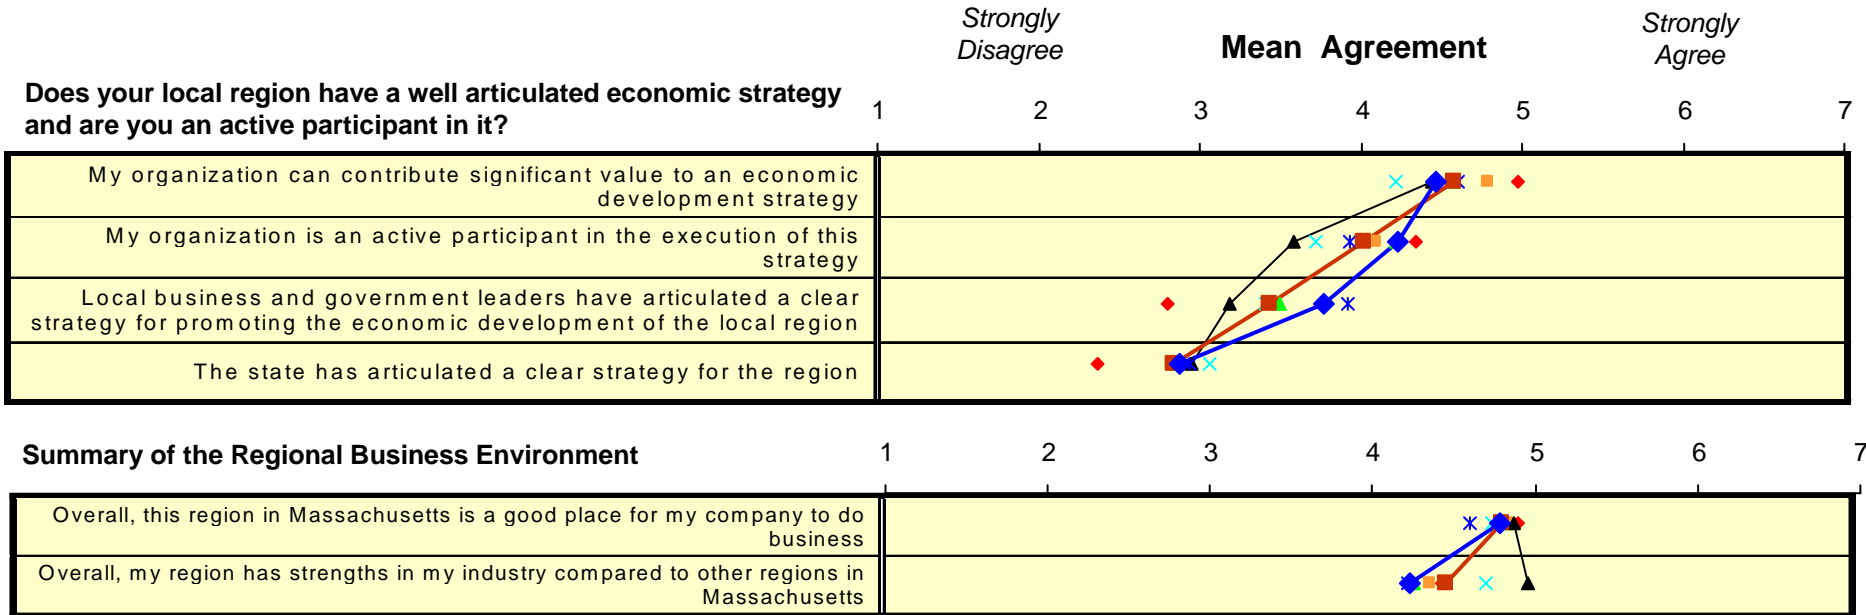 Strongly
Disagree
Mean Agreement
Strongly
Agree
Does your local region have a well articulated economic strategy
and are you an active participant in it?
1 2 3 4 5 6 7
My organization can contribute significant value to an economic
development strategy
My organization is an active participant in the execution of this
strategy
Local business and government leaders have articulated a clear
strategy for promoting the economic development of the local region
The state has articulated a clear strategy for the region
Summary of the Regional Business Environment
1 2 3 4 5 6 7
Overall, this region in Massachusetts is a good place for my company to do
business
Overall, my region has strengths in my industry compared to other regions in
Massachusetts